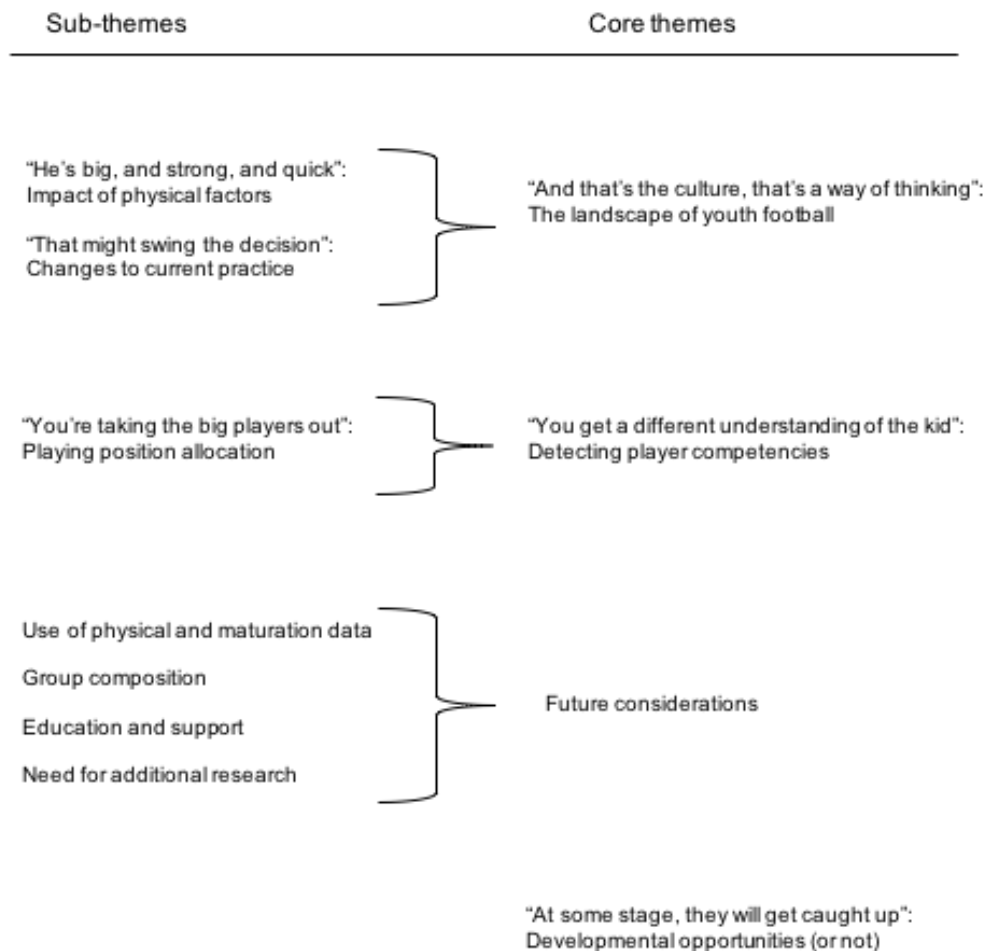 Sub-themes
Core themes
“He’s big, and strong, and quick”:
Impact of physical factors
“That might swing the decision”:
Changes to current practice
“And that’s the culture, that’s a way of thinking”:
The landscape of youth football
“You’re taking the big players out”:
Playing position allocation
“You get a different understanding of the kid”:
Detecting player competencies
Use of physical and maturation data
Group composition
Education and support
Need for additional research
Future considerations
“At some stage, they will get caught up”:
Developmental opportunities (or not)